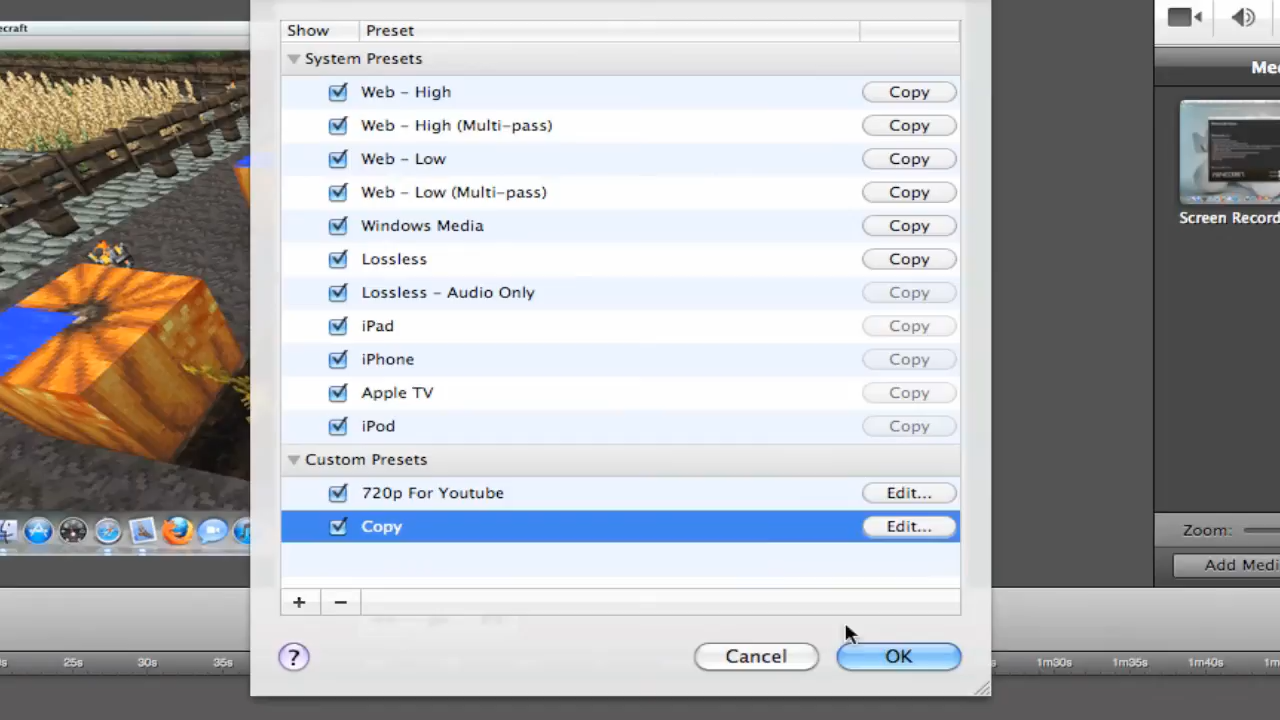 ecraft
Show Preset
System Presets
Web – High Copy
Web – High (Multi-pass) Copy
Web – Low Copy
Web – Low (Multi-pass) Copy
Windows Media Copy
Lossless Copy
Lossless – Audio Only Copy
iPad Copy
iPhone Copy
Apple TV Copy
iPod Copy
Custom Presets
720p For Youtube Edit...
Copy Edit...
+ −
? Cancel OK
Med
Screen Record
Zoom:
Add Medi
s 25s 30s 35s s 1m30s 1m35s 1m40s 1m